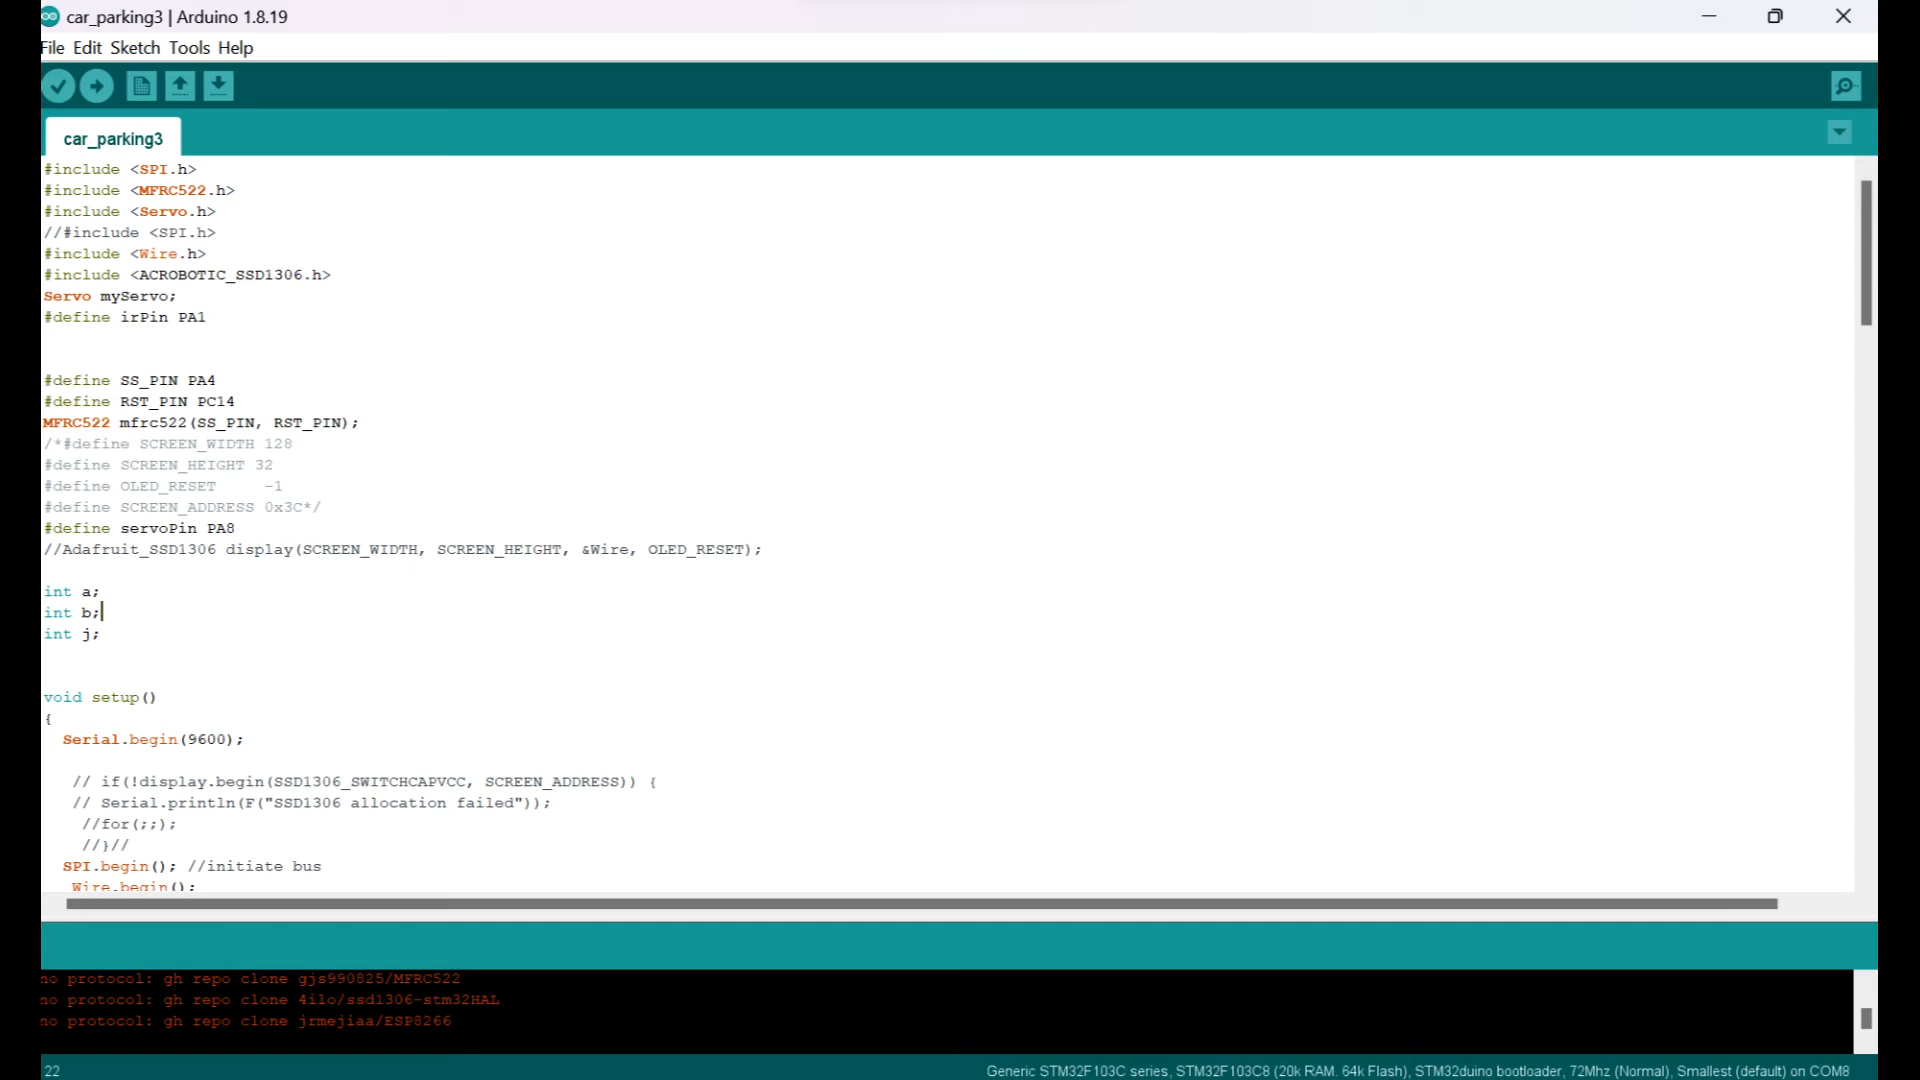 car_parking3 | Arduino 1.8.19
File Edit Sketch Tools Help
car_parking3
#include <SPI.h>
#include <MFRC522.h>
#include <Servo.h>
//#include <SPI.h>
#include <Wire.h>
#include <ACROBOTIC_SSD1306.h>
Servo myServo;
#define irPin PA1
#define SS_PIN PA4
#define RST_PIN PC14
MFRC522 mfrc522(SS_PIN, RST_PIN);
/*#define SCREEN_WIDTH 128
#define SCREEN_HEIGHT 32
#define OLED_RESET     -1
#define SCREEN_ADDRESS 0x3C*/
#define servoPin PA8
//Adafruit_SSD1306 display(SCREEN_WIDTH, SCREEN_HEIGHT, &Wire, OLED_RESET);
int a;
int b;
int j;
void setup()
{
Serial.begin(9600);
// if(!display.begin(SSD1306_SWITCHCAPVCC, SCREEN_ADDRESS)) {
// Serial.println(F("SSD1306 allocation failed"));
//for(;;);
//}//
SPI.begin(); //initiate bus
Wire.begin();
no protocol: gh repo clone gjs990825/MFRC522
no protocol: gh repo clone 4ilo/ssd1306-stm32HAL
no protocol: gh repo clone jrmejiaa/ESP8266
22
Generic STM32F103C series, STM32F103C8 (20k RAM. 64k Flash), STM32duino bootloader, 72Mhz (Normal), Smallest (default) on COM8